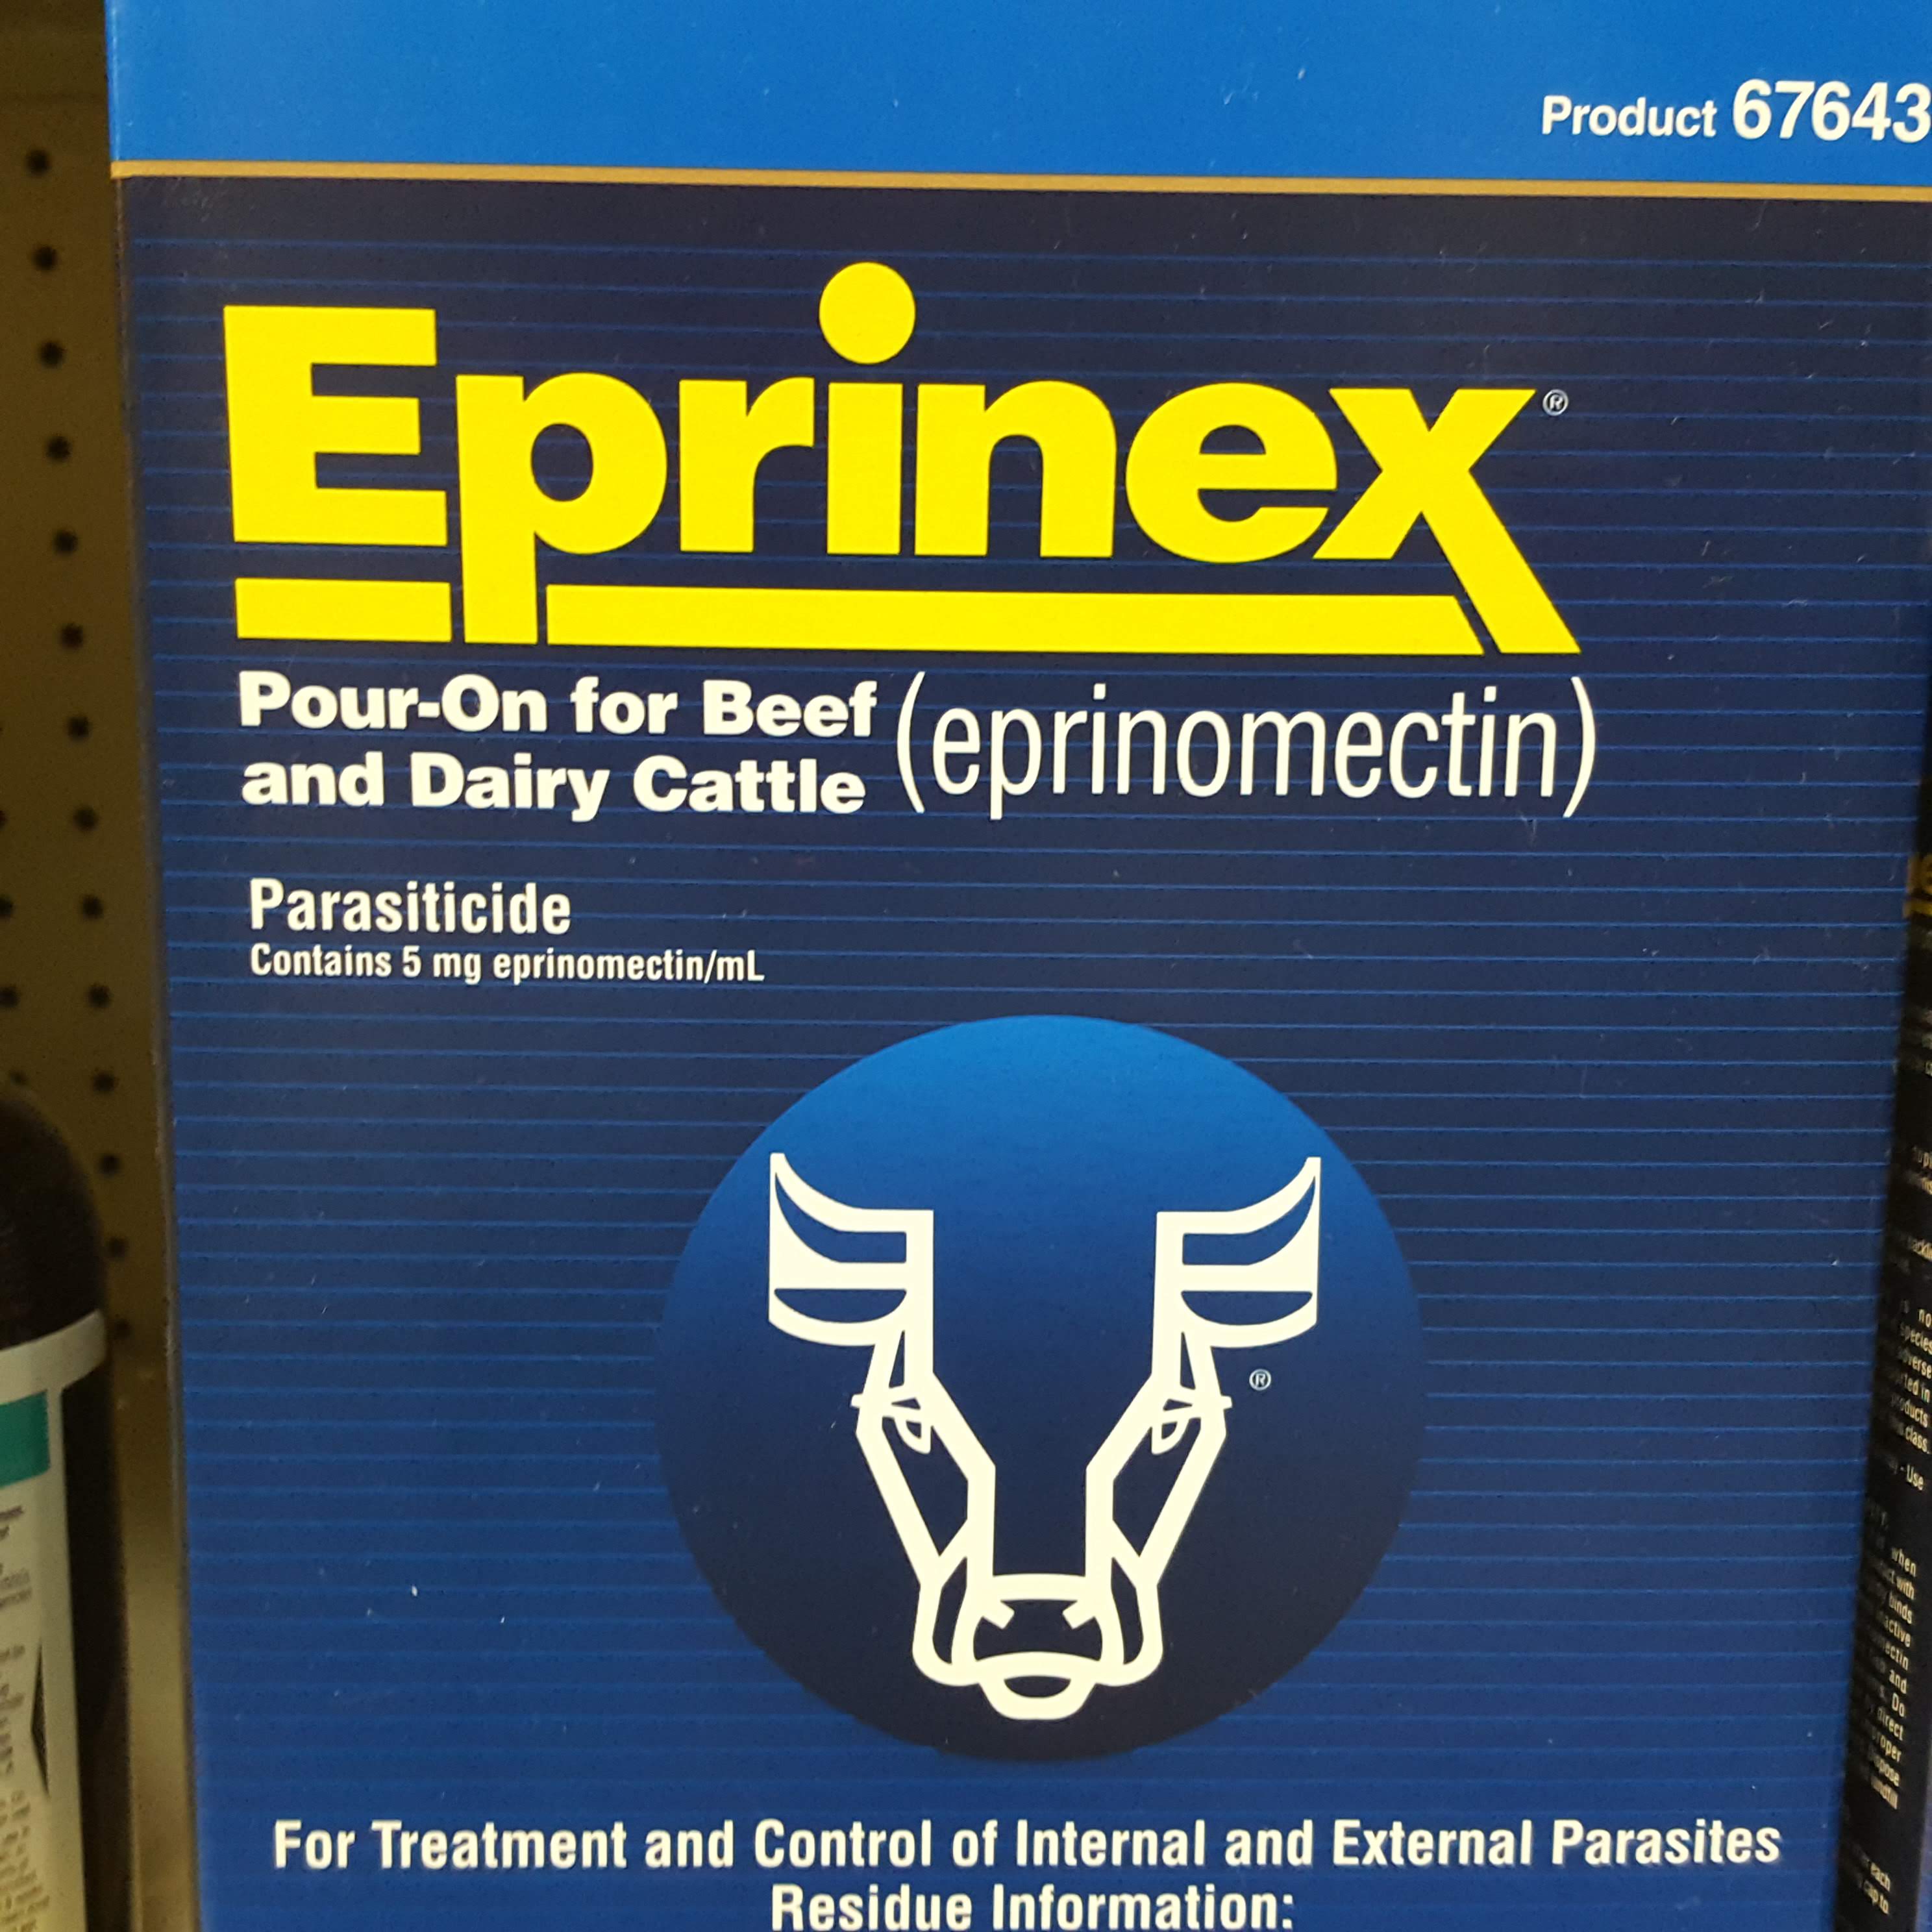 Product 67643
Eprinex®
Pour-On for Beef
and Dairy Cattle
(eprinomectin)
Parasiticide
Contains 5 mg eprinomectin/mL
®
For Treatment and Control of Internal and External Parasites
Residue Information: